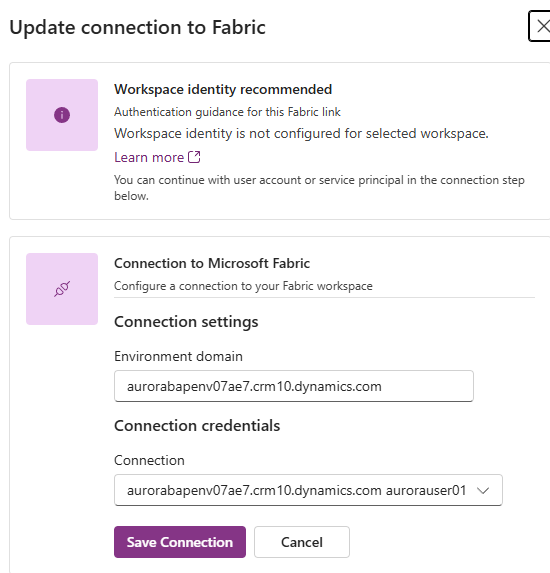 Update connection to Fabric
Workspace identity recommended
Authentication guidance for this Fabric link
Workspace identity is not configured for selected workspace.
Learn more
You can continue with user account or service principal in the connection step
below.
Connection to Microsoft Fabric
Configure a connection to your Fabric workspace
Connection settings
Environment domain
aurorabapenv07ae7.crm10.dynamics.com
Connection credentials
Connection
aurorabapenv07ae7.crm10.dynamics.com aurorauser01
Save Connection
Cancel